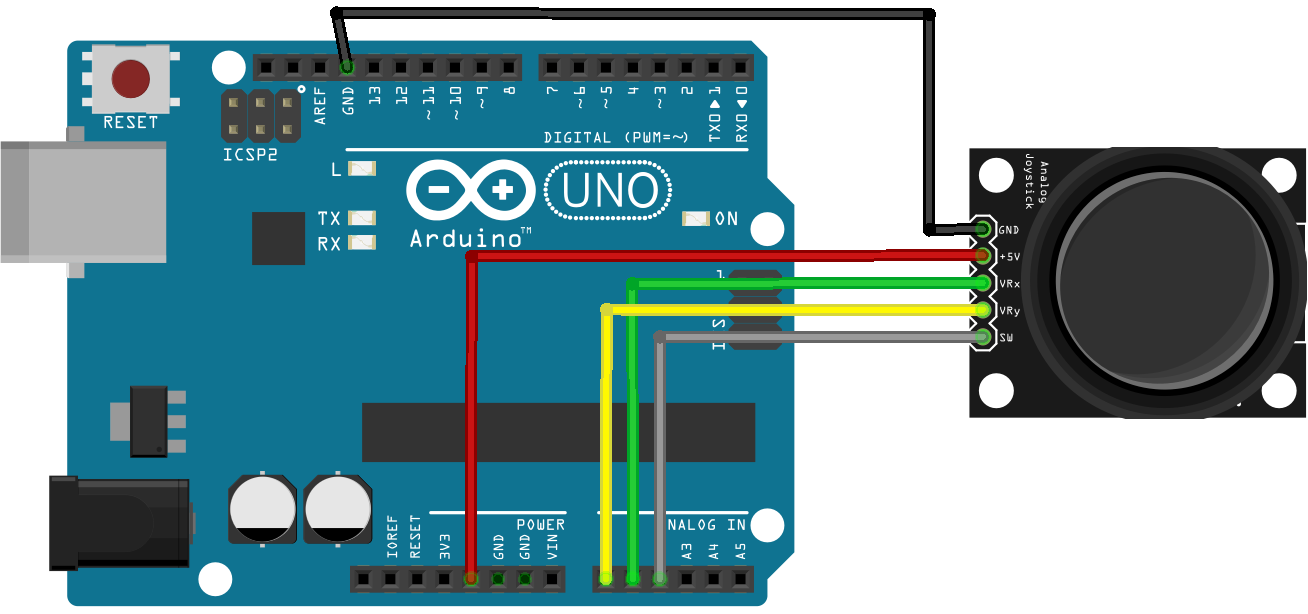 RESET
ICSP2
AREF
GND
13
12
~11
~10
~9
8
7
~6
~5
4
~3
2
TX0▶1
RX0◀0
DIGITAL (PWM=~)
L
TX
RX
UNO
ON
Arduino™
Analog
Joystick
GND
+5V
VRx
VRy
SW
POWER
NALOG IN
IOREF
RESET
3V3
GND
GND
VIN
A3
A4
A5